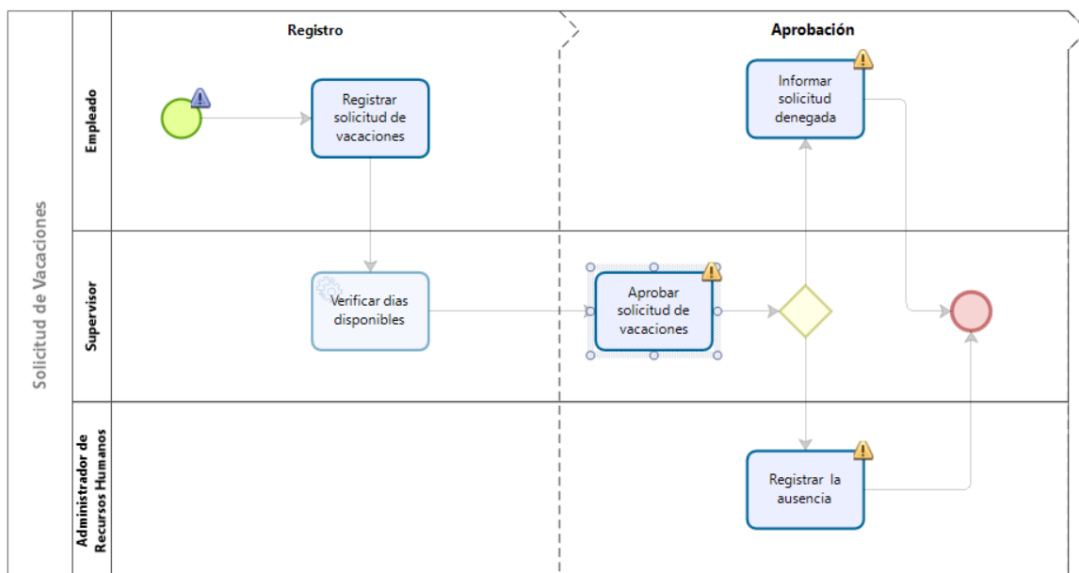 Solicitud de Vacaciones
Registro
Aprobación
Empleado
Registrar
solicitud de
vacaciones
Informar
solicitud
denegada
Supervisor
Verificar dias
disponibles
Aprobar
solicitud de
vacaciones
Administrador de
Recursos Humanos
Registrar la
ausencia